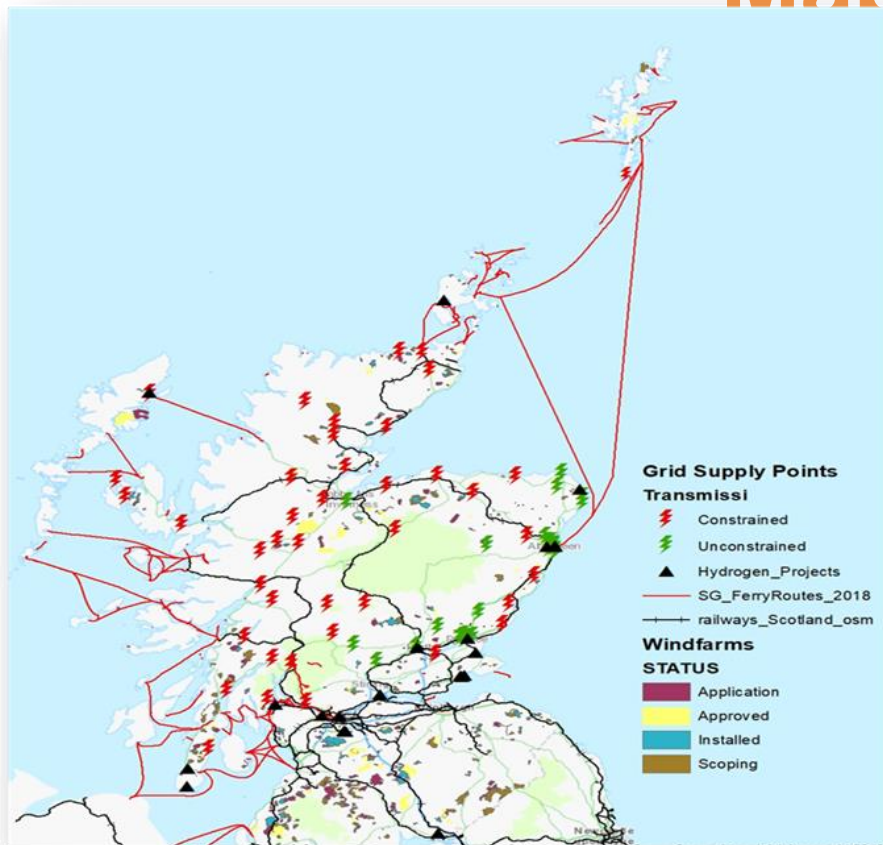 Grid Supply Points
Transmissi
Constrained
Unconstrained
Hydrogen_Projects
SG_FerryRoutes_2018
railways_Scotland_osm
Windfarms
STATUS
Application
Approved
Installed
Scoping